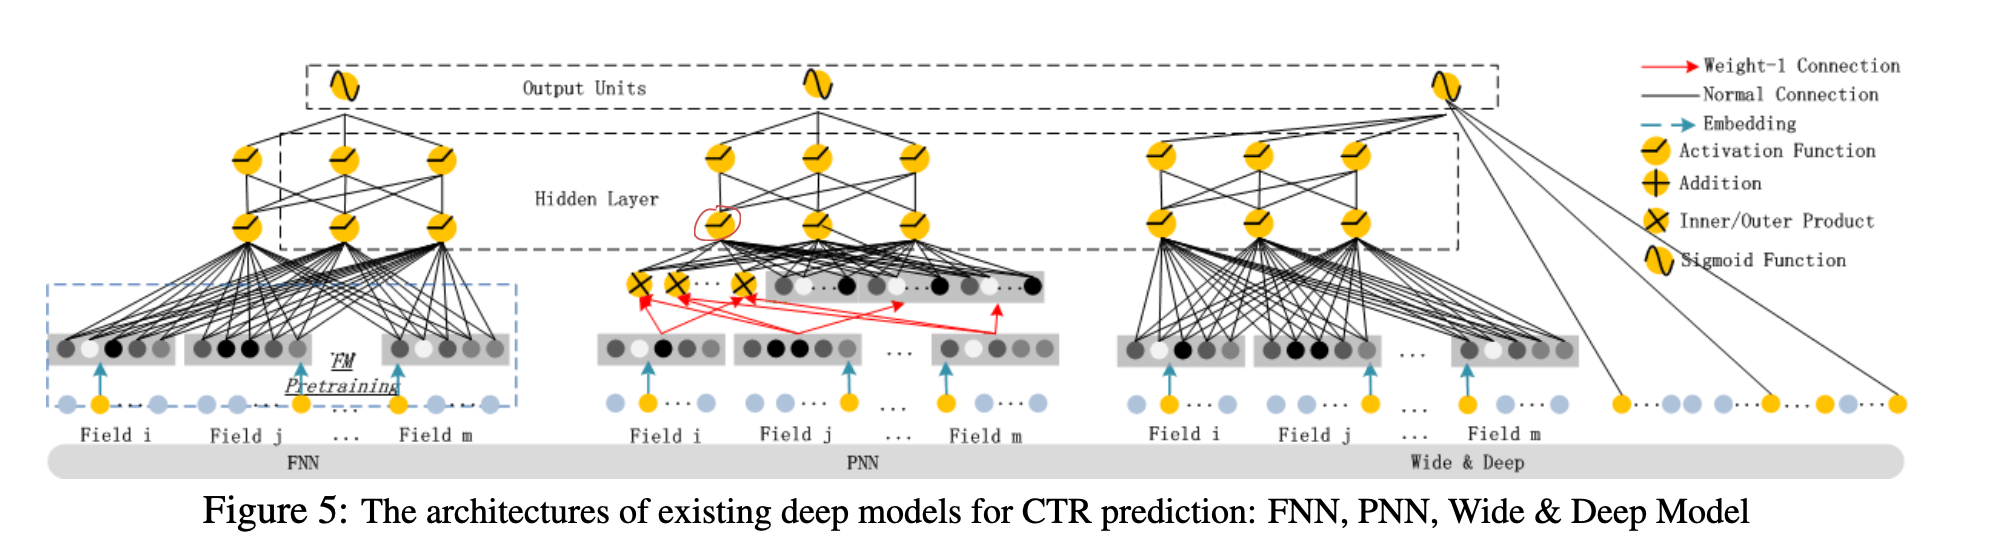 Output Units
Hidden Layer
Weight-1 Connection
Normal Connection
Embedding
Activation Function
Addition
Inner/Outer Product
Sigmoid Function
FM
Pretraining
...
...
...
Field i
Field j
...
Field m
Field i
Field j
...
Field m
Field i
Field j
...
Field m
FNN
PNN
Wide & Deep
Figure 5: The architectures of existing deep models for CTR prediction: FNN, PNN, Wide & Deep Model